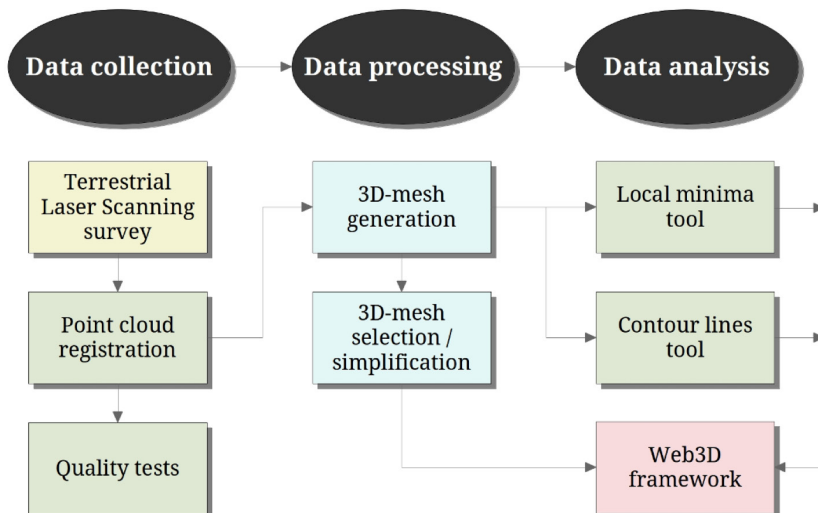 Data collection
Data processing
Data analysis
Terrestrial
Laser Scanning
survey
3D-mesh
generation
Local minima
tool
Point cloud
registration
3D-mesh
selection /
simplification
Contour lines
tool
Quality tests
Web3D
framework